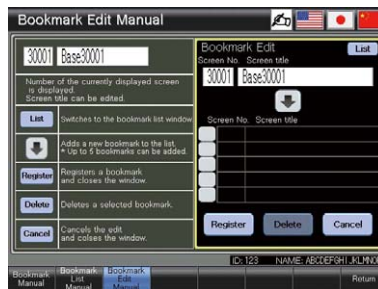 Bookmark Edit Manual
30001 Base30001
Number of the currently displayed screen
is displayed.
Screen title can be edited.
List
Switches to the bookmark list window
Adds a new bookmark to the list.
* Up to 5 bookmarks can be added.
Register
Registers a bookmark
and closses the window.
Delete
Deletes a selected bookmark.
Cancel
Cancels the edit
and colses the window.
Bookmark Edit
List
Screen No. Screen title
30001 Base30001
Screen No. Screen title
Register
Delete
Cancel
ID: 123 NAME: ABCDEFGHIJKLMNO
Bookmark
Manual
Bookmark
List
Manual
Bookmark
Edit
Manual
Return